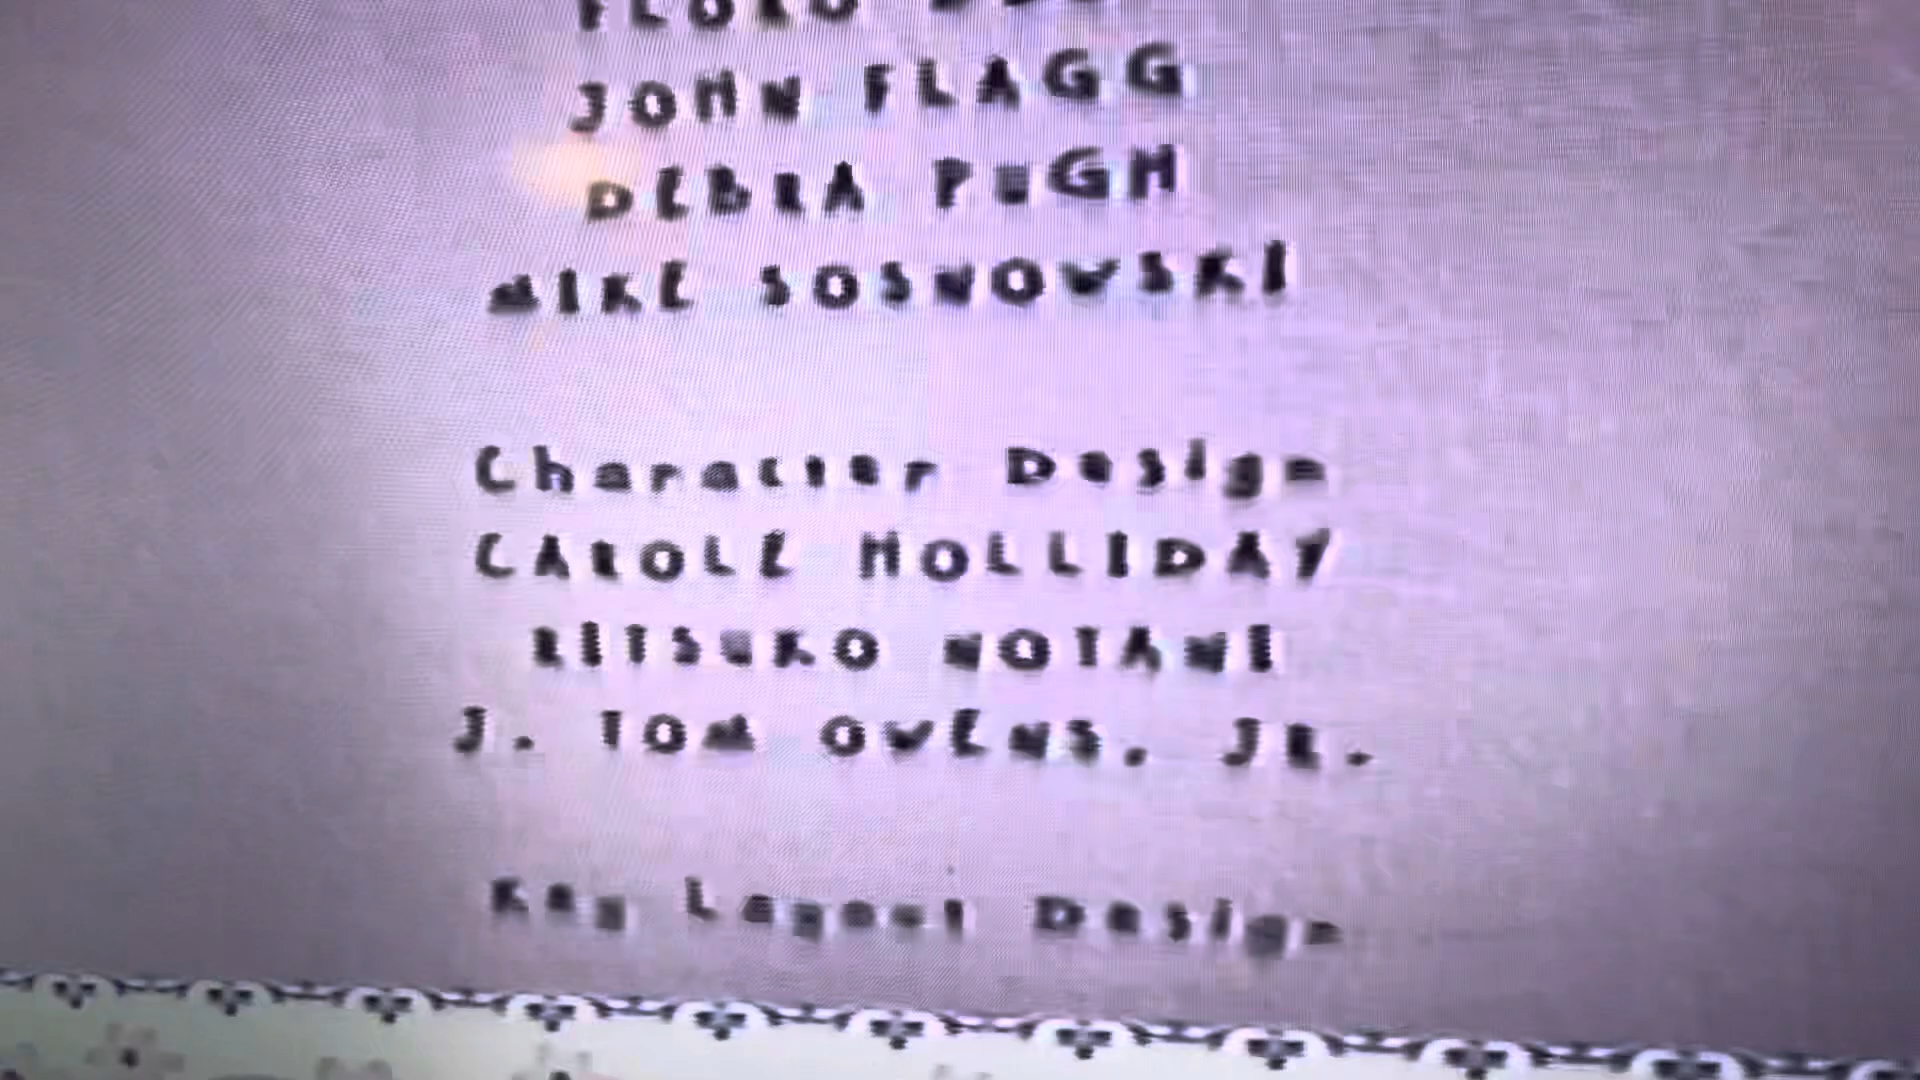 JOHN FLAGG
DEBRA PUGH
MIKE SOSNOWSKI
Character Design
CAROLE HOLLIDAY
RITSUKO NOTANI
J. TOM OWENS, JR.
Key Layout Design